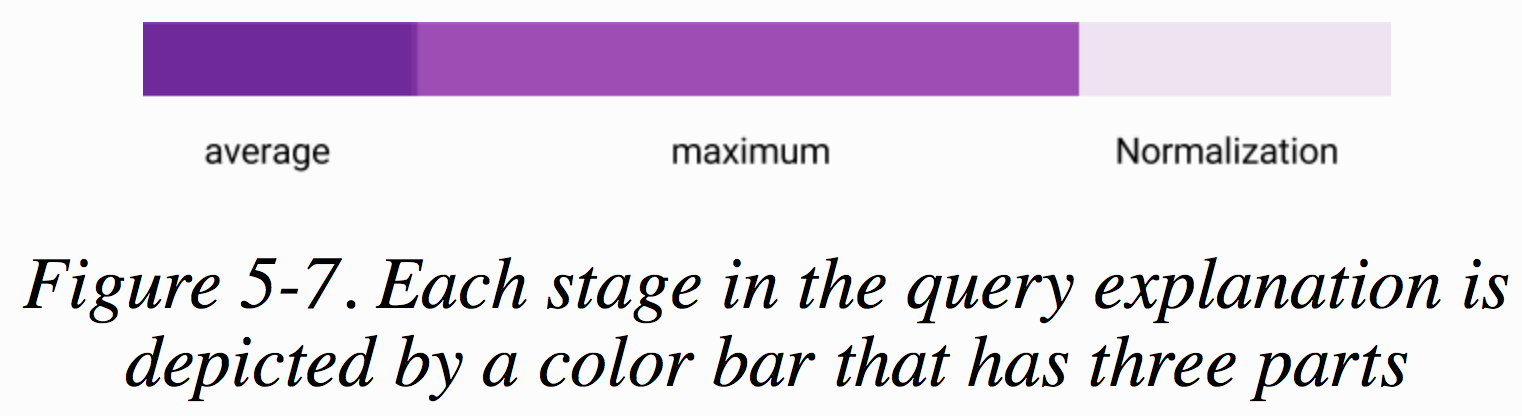 average maximum Normalization
Figure 5-7. Each stage in the query explanation is
depicted by a color bar that has three parts